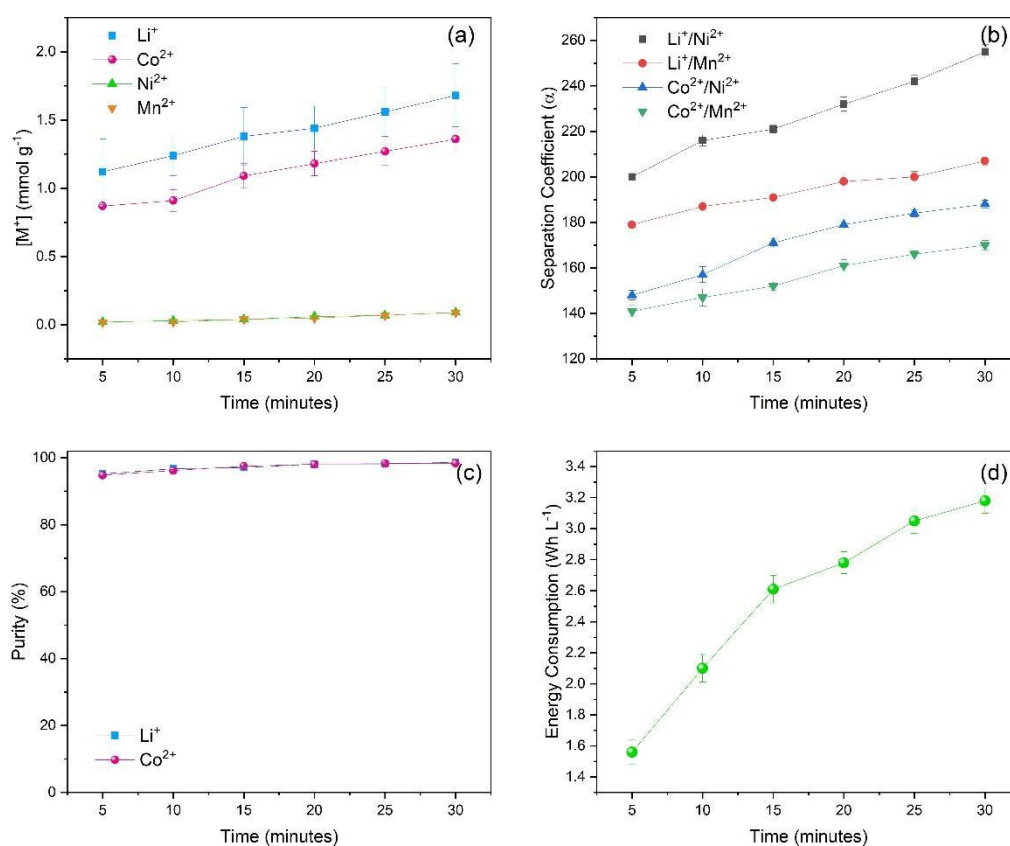 (a)
Li⁺
Co²⁺
Ni²⁺
Mn²⁺
2.0
1.5
1.0
0.5
0.0
[M⁺] (mmol g⁻¹)
5 10 15 20 25 30
Time (minutes)
(b)
Li⁺/Ni²⁺
Li⁺/Mn²⁺
Co²⁺/Ni²⁺
Co²⁺/Mn²⁺
260
240
220
200
180
160
140
120
Separation Coefficient (α)
5 10 15 20 25 30
Time (minutes)
(c)
100
80
60
40
20
0
Purity (%)
Li⁺
Co²⁺
5 10 15 20 25 30
Time (minutes)
(d)
3.4
3.2
3.0
2.8
2.6
2.4
2.2
2.0
1.8
1.6
1.4
Energy Consumption (Wh L⁻¹)
5 10 15 20 25 30
Time (minutes)